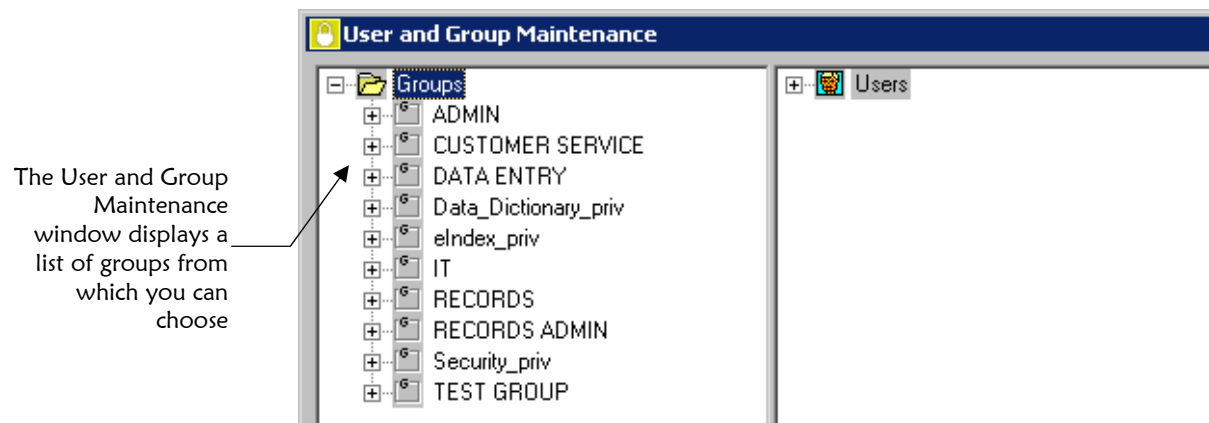 User and Group Maintenance
Groups
ADMIN
CUSTOMER SERVICE
DATA ENTRY
Data_Dictionary_priv
eIndex_priv
IT
RECORDS
RECORDS ADMIN
Security_priv
TEST GROUP
Users
The User and Group
Maintenance
window displays a
list of groups from
which you can
choose